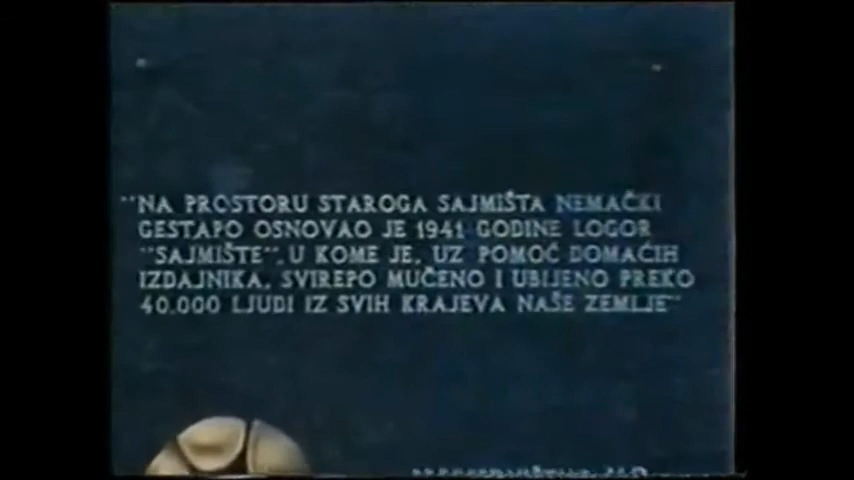 "NA PROSTORU STAROGA SAJMIŠTA NEMAČKI
GESTAPO OSNOVAO JE 1941 GODINE LOGOR
"SAJMIŠTE", U KOME JE, UZ POMOĆ DOMAĆIH
IZDAJNIKA, SVIREPO MUČENO I UBIJENO PREKO
40.000 LJUDI IZ SVIH KRAJEVA NAŠE ZEMLJE"